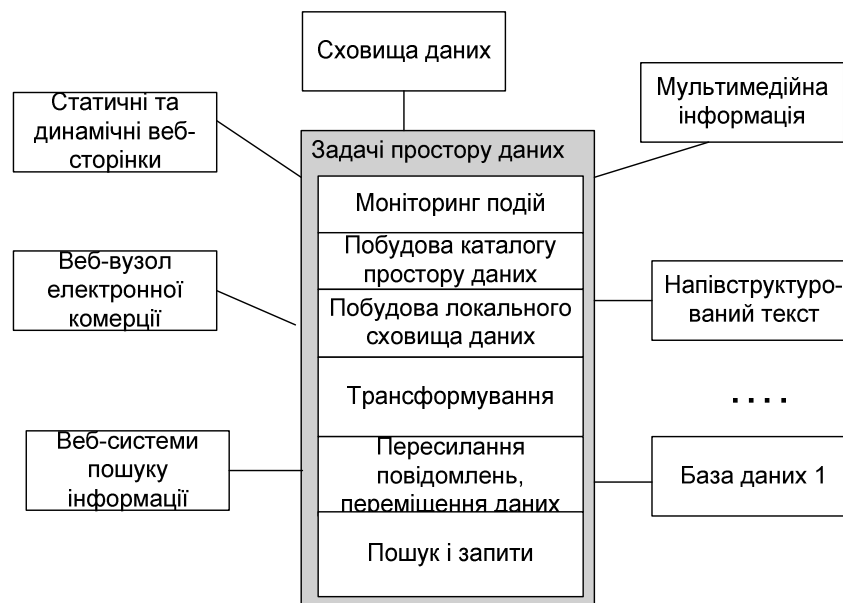 Сховища даних
Статичні та
динамічні веб-
сторінки
Мультимедійна
інформація
Задачі простору даних
Моніторинг подій
Побудова каталогу
простору даних
Веб-вузол
електронної
комерції
Напівструктуро-
ваний текст
Побудова локального
сховища даних
Трансформування
. . . .
Веб-системи
пошуку
інформації
Пересилання
повідомлень,
переміщення даних
База даних 1
Пошук і запити